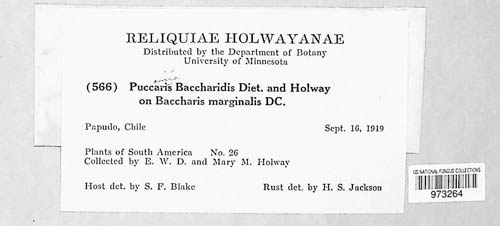 RELIQUIAE HOLWAYANAE
Distributed by the Department of Botany
University of Minnesota
(566) Puccaris Baccharidis Diet. and Holway
on Baccharis marginalis DC.
Papudo, Chile Sept. 16, 1919
Plants of South America No. 26
Collected by E. W. D. and Mary M. Holway
Host det. by S. F. Blake Rust det. by H. S. Jackson
US NATIONAL FUNGUS COLLECTIONS
973264